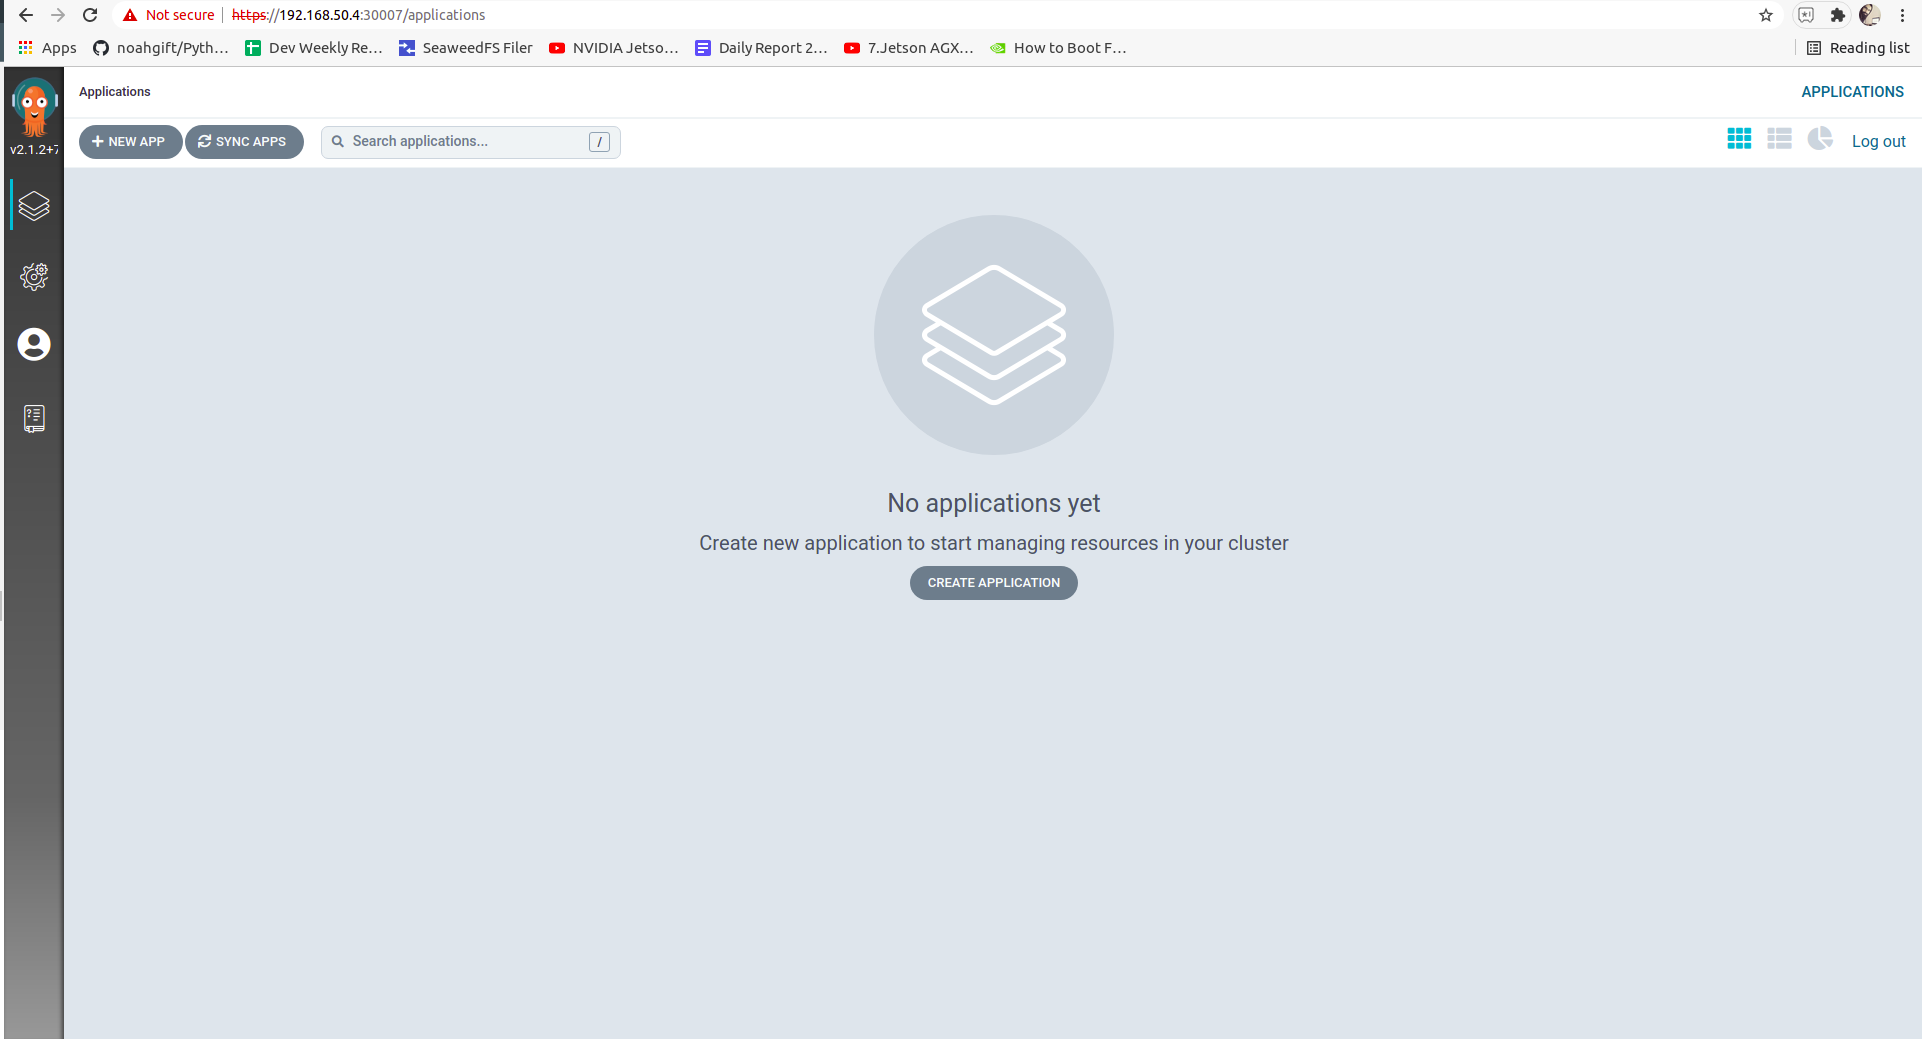 Not secure https://192.168.50.4:30007/applications
Apps noahgift/Pyth... Dev Weekly Re... SeaweedFS Filer NVIDIA Jetso... Daily Report 2... 7.Jetson AGX... How to Boot F... Reading list
Applications APPLICATIONS
v2.1.2+7
NEW APP SYNC APPS Search applications... / Log out
No applications yet
Create new application to start managing resources in your cluster
CREATE APPLICATION